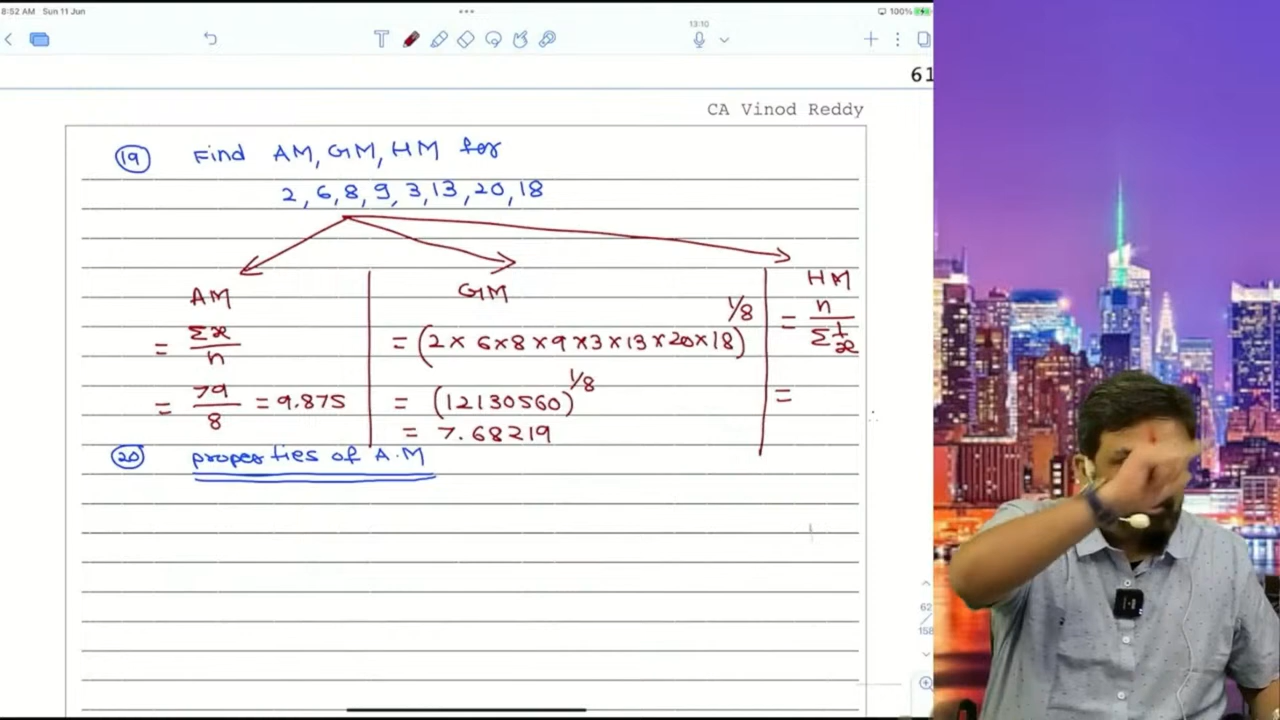 8:52 AM Sun 11 Jun
100%
13:10
T
61
CA Vinod Reddy
19 Find AM, GM, HM for
2, 6, 8, 9, 3, 13, 20, 18
AM
= Σx/n
= 79/8 = 9.875
GM
= (2 × 6 × 8 × 9 × 3 × 13 × 20 × 18)^1/8
= (12130560)^1/8
= 7.68219
HM
= n/Σ1/x
=
20 properties of A.M
62
/
158